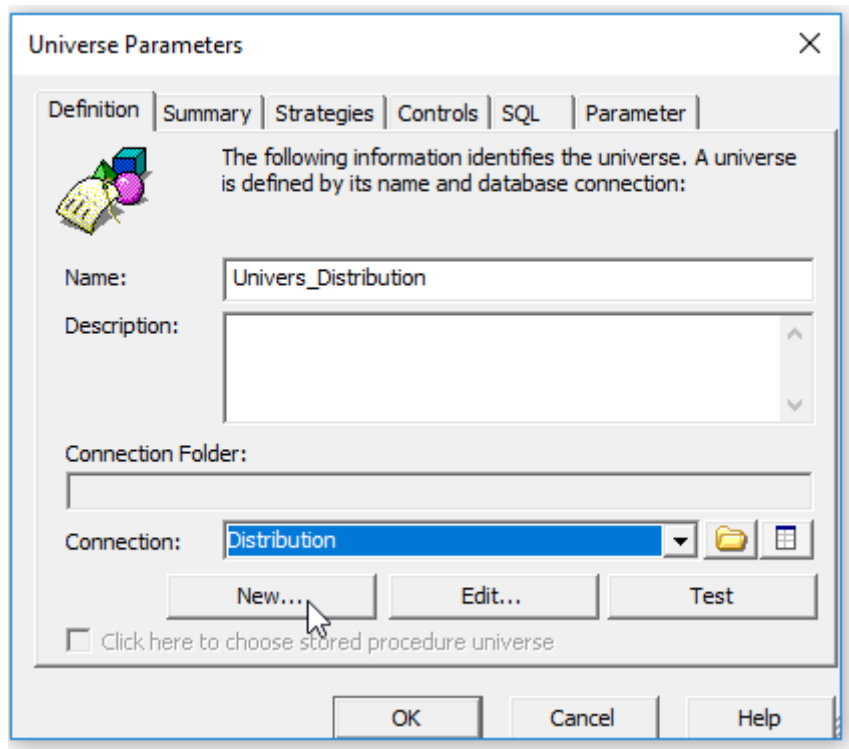 Universe Parameters
Definition Summary Strategies Controls SQL Parameter
The following information identifies the universe. A universe
is defined by its name and database connection:
Name: Univers_Distribution
Description:
Connection Folder:
Connection: Distribution
New... Edit... Test
Click here to choose stored procedure universe
OK Cancel Help